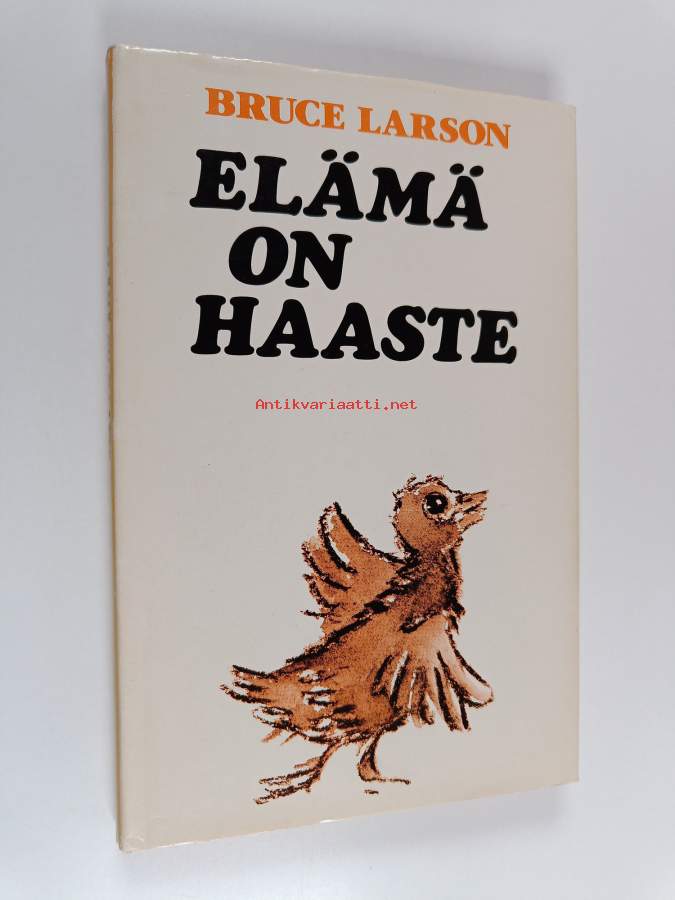 BRUCE LARSON
ELÄMÄ
ON
HAASTE
Antikvariaatti.net